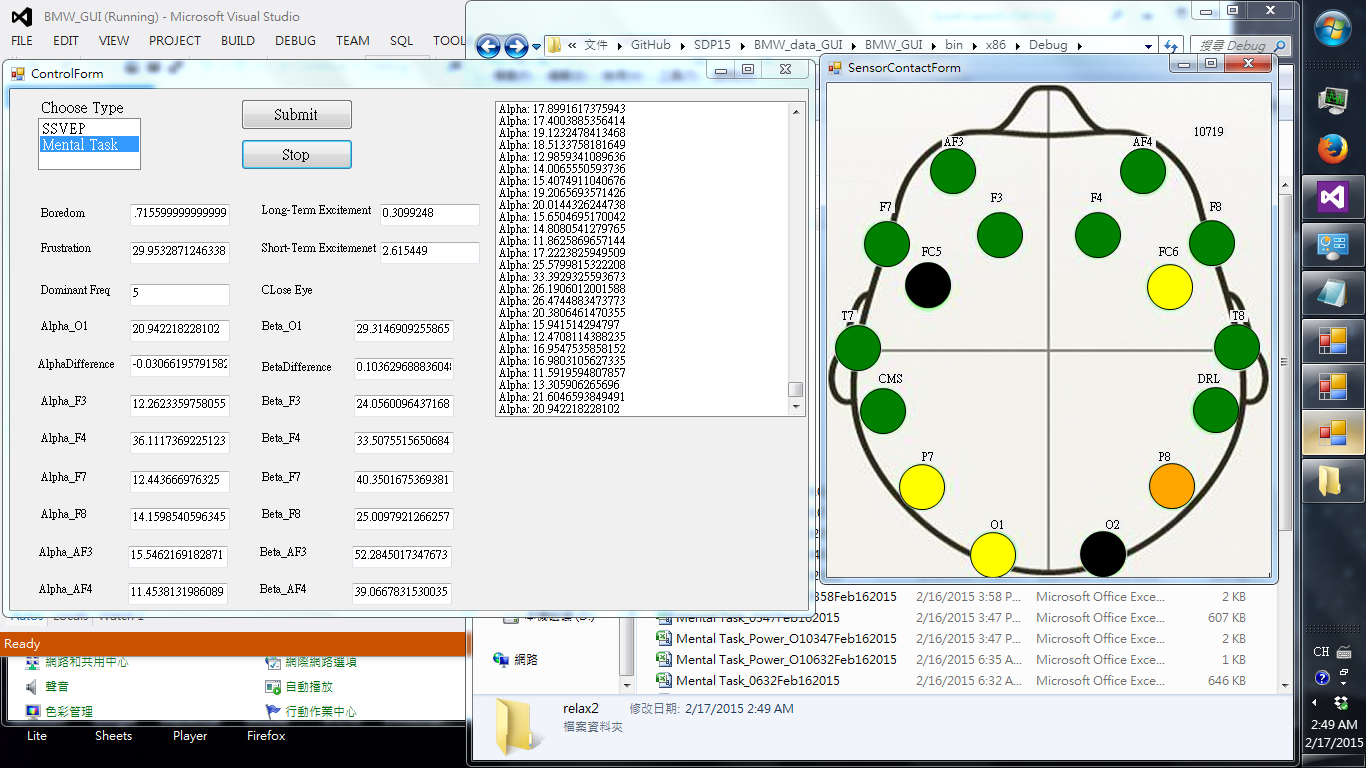 BMW_GUI (Running) - Microsoft Visual Studio
FILE EDIT VIEW PROJECT BUILD DEBUG TEAM SQL TOOL
« 文件 GitHub SDP15 BMW_data_GUI BMW_GUI bin x86 Debug
搜尋 Debug
ControlForm
Choose Type
SSVEP
Mental Task
Submit
Stop
Boredom .715599999999999 Long-Term Excitement 0.3099248
Frustration 29.9532871246338 Short-Term Excitemenet 2.615449
Dominant Freq 5 CLose Eye
Alpha_O1 20.942218228102 Beta_O1 29.3146909255865
AlphaDifference -0.0306619579158 BetaDifference 0.103629688836048
Alpha_F3 12.2623359758055 Beta_F3 24.0560096437168
Alpha_F4 36.1117369225123 Beta_F4 33.5075515650684
Alpha_F7 12.443666976325 Beta_F7 40.3501675369381
Alpha_F8 14.1598540596345 Beta_F8 25.0097921266257
Alpha_AF3 15.5462169182871 Beta_AF3 52.2845017347673
Alpha_AF4 11.4538131986089 Beta_AF4 39.0667831530035
Alpha: 17.8991617375943
Alpha: 17.4003885356414
Alpha: 19.1232478413468
Alpha: 18.5133758181649
Alpha: 12.9859341089636
Alpha: 14.0065550593736
Alpha: 15.4074911040676
Alpha: 19.2065693571426
Alpha: 20.0144326244738
Alpha: 15.6504695170042
Alpha: 14.8080541279765
Alpha: 11.8625869657144
Alpha: 17.2223825949509
Alpha: 25.5799815322208
Alpha: 33.3929325593673
Alpha: 26.1906012001588
Alpha: 26.4744883473773
Alpha: 20.3806461470355
Alpha: 15.941514294797
Alpha: 12.4708114388235
Alpha: 16.9547535858152
Alpha: 16.9803105627335
Alpha: 11.5919594807857
Alpha: 13.305906265696
Alpha: 21.6046593849491
Alpha: 20.942218228102
SensorContactForm
10719
AF3 AF4
F3 F4
F7 F8
FC5 FC6
T7 T8
CMS DRL
P7 P8
O1 O2
Ready
網路和共用中心 網際網路選項
聲音 自動播放
色彩管理 行動作業中心
Lite Sheets Player Firefox
網路
358Feb162015 2/16/2015 3:58 P... Microsoft Office Exce... 2 KB
Mental Task_0347Feb162015 2/16/2015 3:47 P... Microsoft Office Exce... 607 KB
Mental Task_Power_O10347Feb162015 2/16/2015 3:47 P... Microsoft Office Exce... 2 KB
Mental Task_Power_O10632Feb162015 2/16/2015 6:35 A... Microsoft Office Exce... 1 KB
Mental Task_0632Feb162015 2/16/2015 6:32 A... Microsoft Office Exce... 646 KB
relax2 修改日期: 2/17/2015 2:49 AM
檔案資料夾
CH
2:49 AM
2/17/2015